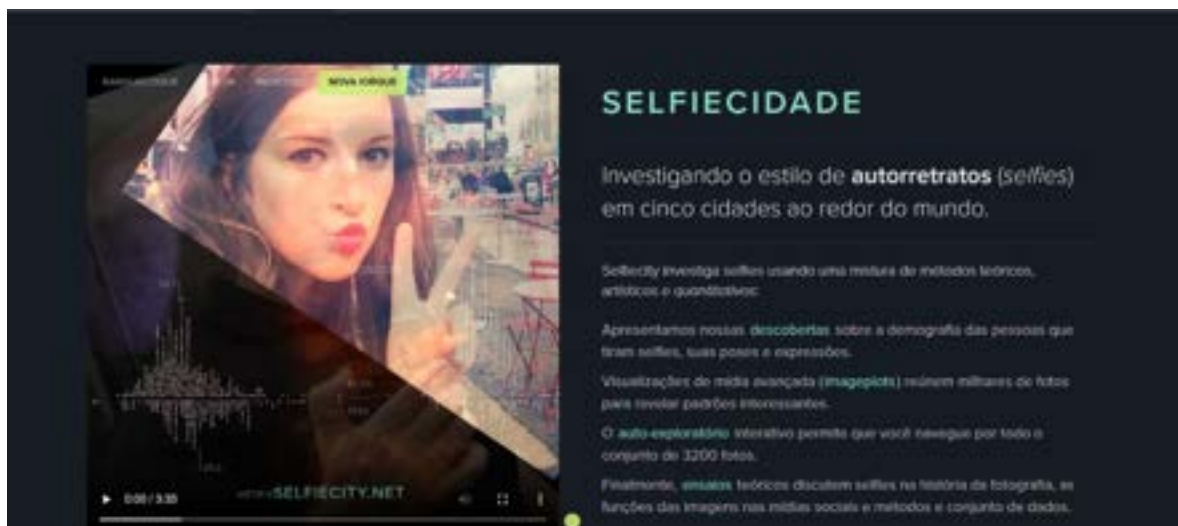 NOVA IORQUE
SELFIECIDADE
Investigando o estilo de autorretratos (selfies)
em cinco cidades ao redor do mundo.
Selfiecity investiga selfies usando uma mistura de métodos teóricos,
artísticos e quantitativos:
Apresentamos nossas descobertas sobre a demografia das pessoas que
tiram selfies, suas poses e expressões.
Visualizações de mídia avançada (imageplots) reúnem milhares de fotos
para revelar padrões interessantes.
O auto-exploratório interativo permite que você navegue por todo o
conjunto de 3200 fotos.
Finalmente, ensaios teóricos discutem selfies na história da fotografia, as
funções das imagens nas mídias sociais e métodos e conjunto de dados.
SELFIECITY.NET
0:00 / 3:33